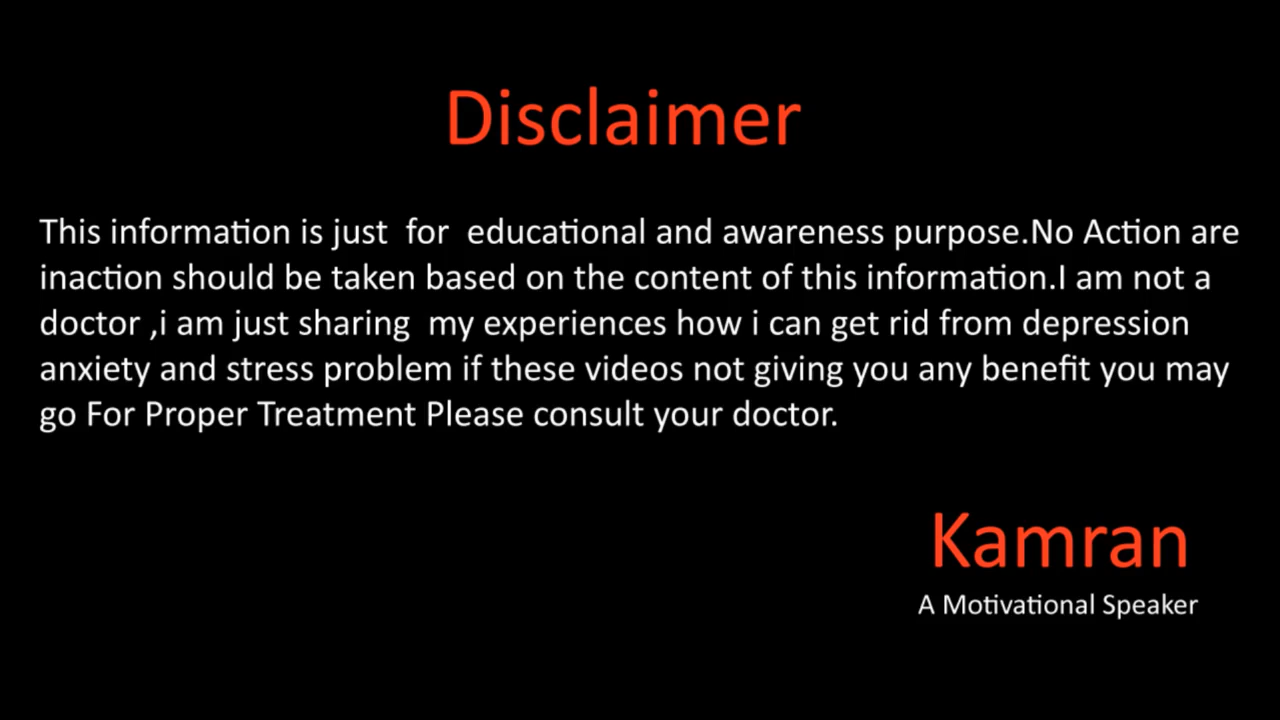 Disclaimer
This information is just  for  educational and awareness purpose.No Action are
inaction should be taken based on the content of this information.I am not a
doctor ,i am just sharing  my experiences how i can get rid from depression
anxiety and stress problem if these videos not giving you any benefit you may
go For Proper Treatment Please consult your doctor.
Kamran
A Motivational Speaker